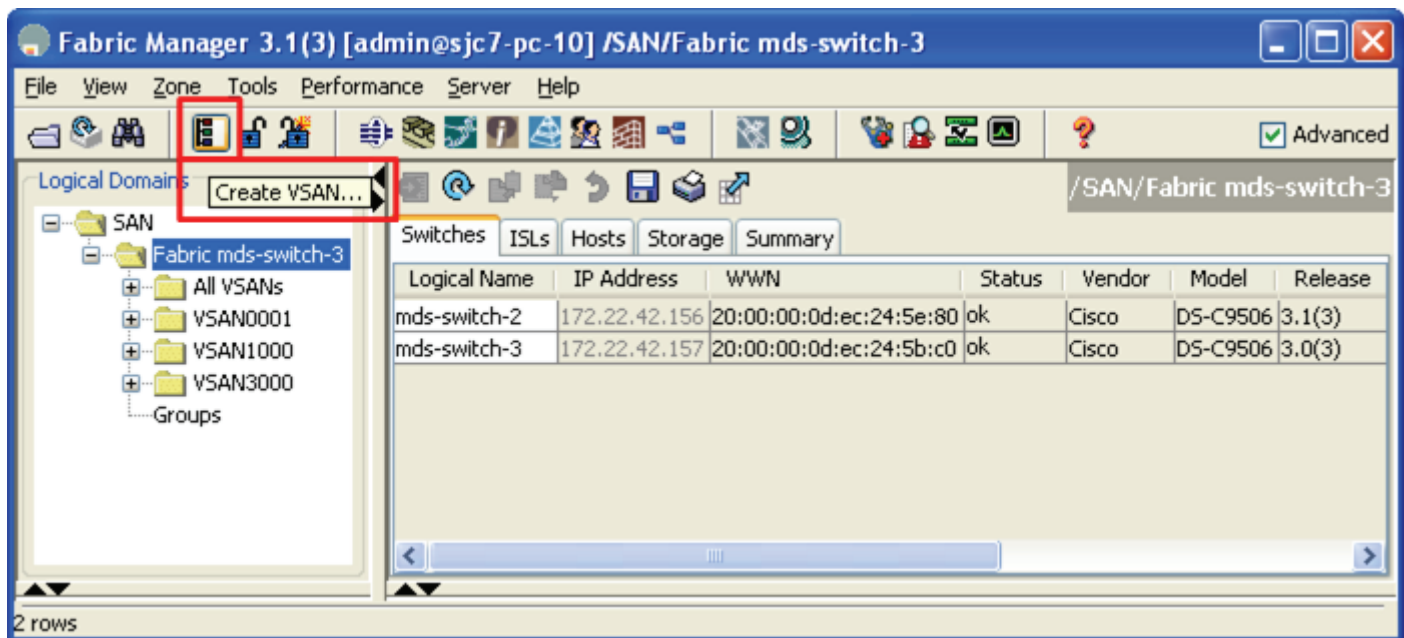 Fabric Manager 3.1(3) [admin@sjc7-pc-10] /SAN/Fabric mds-switch-3
File View Zone Tools Performance Server Help
Advanced
Logical Domains
Create VSAN...
/SAN/Fabric mds-switch-3
SAN
Fabric mds-switch-3
All VSANs
VSAN0001
VSAN1000
VSAN3000
Groups
Switches ISLs Hosts Storage Summary
Logical Name IP Address WWN Status Vendor Model Release
mds-switch-2 172.22.42.156 20:00:00:0d:ec:24:5e:80 ok Cisco DS-C9506 3.1(3)
mds-switch-3 172.22.42.157 20:00:00:0d:ec:24:5b:c0 ok Cisco DS-C9506 3.0(3)
2 rows